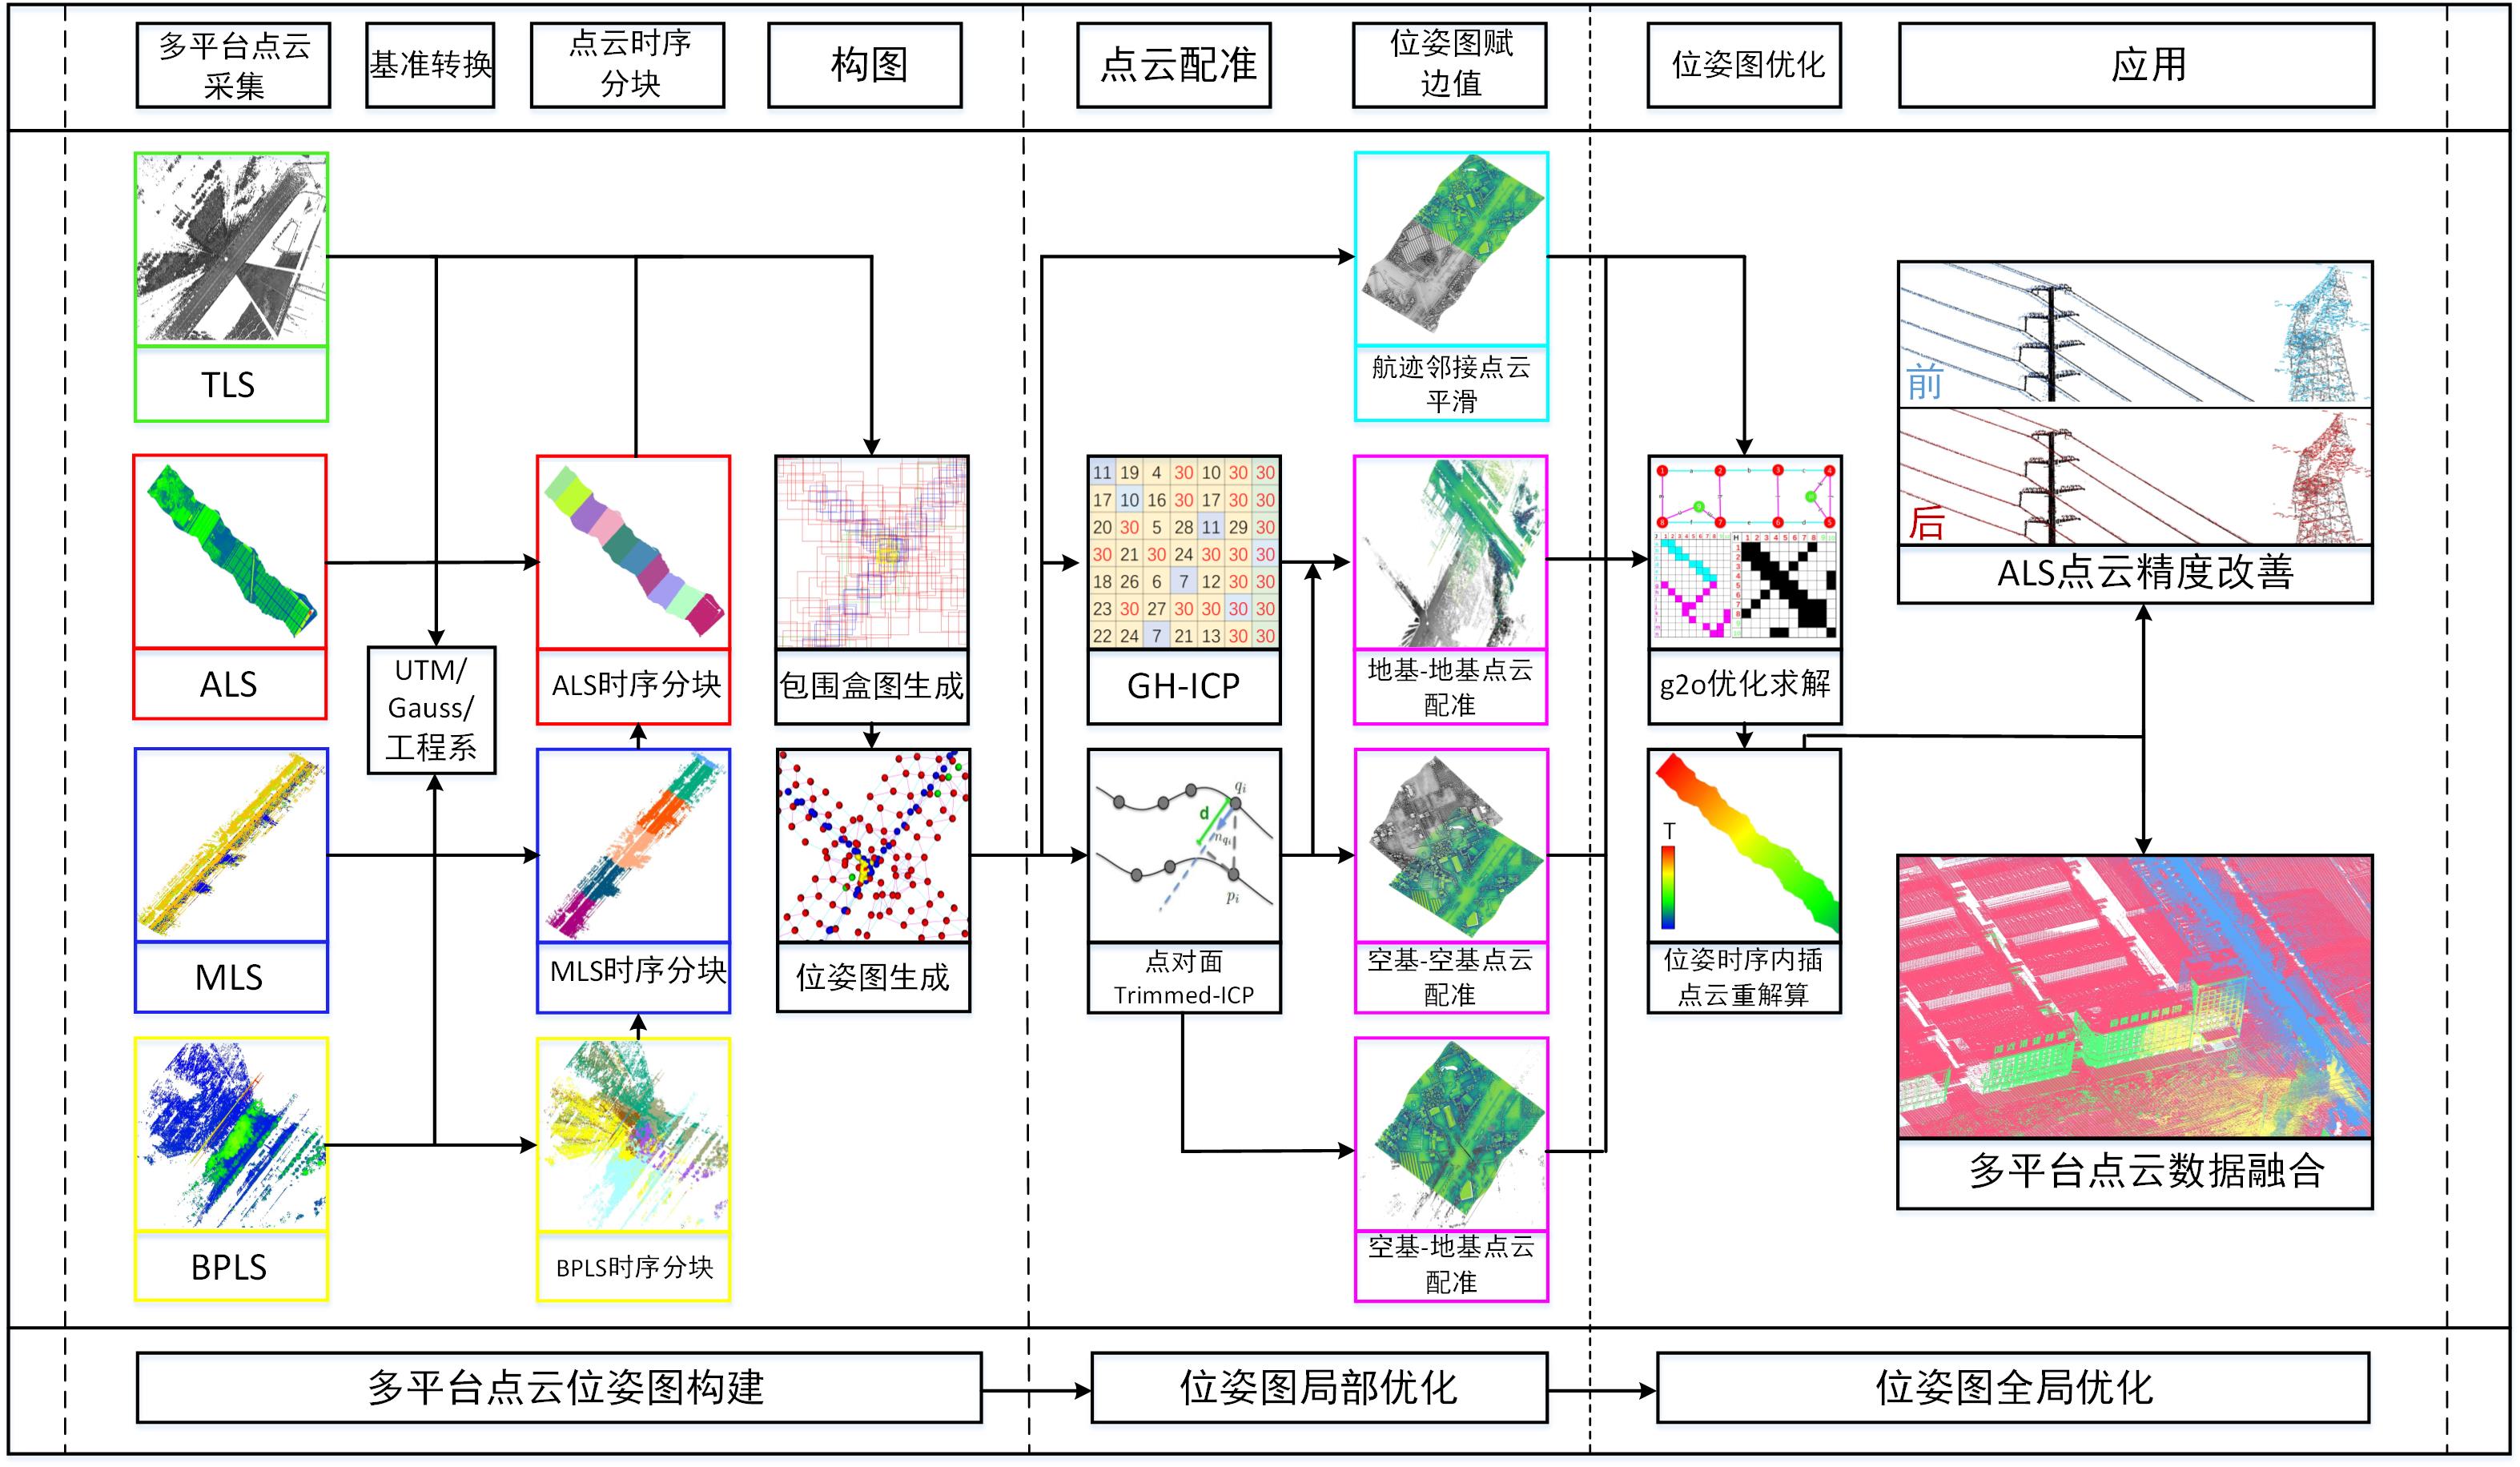 多平台点云
采集
基准转换
点云时序
分块
构图
点云配准
位姿图赋
边值
位姿图优化
应用
TLS
ALS
MLS
BPLS
UTM/
Gauss/
工程系
ALS时序分块
MLS时序分块
BPLS时序分块
包围盒图生成
位姿图生成
11 19 4 30 10 30 30
17 10 16 30 17 30 30
20 30 5 28 11 29 30
30 21 30 24 30 30 30
18 26 6 7 12 30 30
23 30 27 30 30 30 30
22 24 7 21 13 30 30
GH-ICP
d
qi
nqi
pi
点对面
Trimmed-ICP
航迹邻接点云
平滑
地基-地基点云
配准
空基-空基点云
配准
空基-地基点云
配准
g2o优化求解
T
位姿时序内插
点云重解算
前
后
ALS点云精度改善
多平台点云数据融合
多平台点云位姿图构建
位姿图局部优化
位姿图全局优化